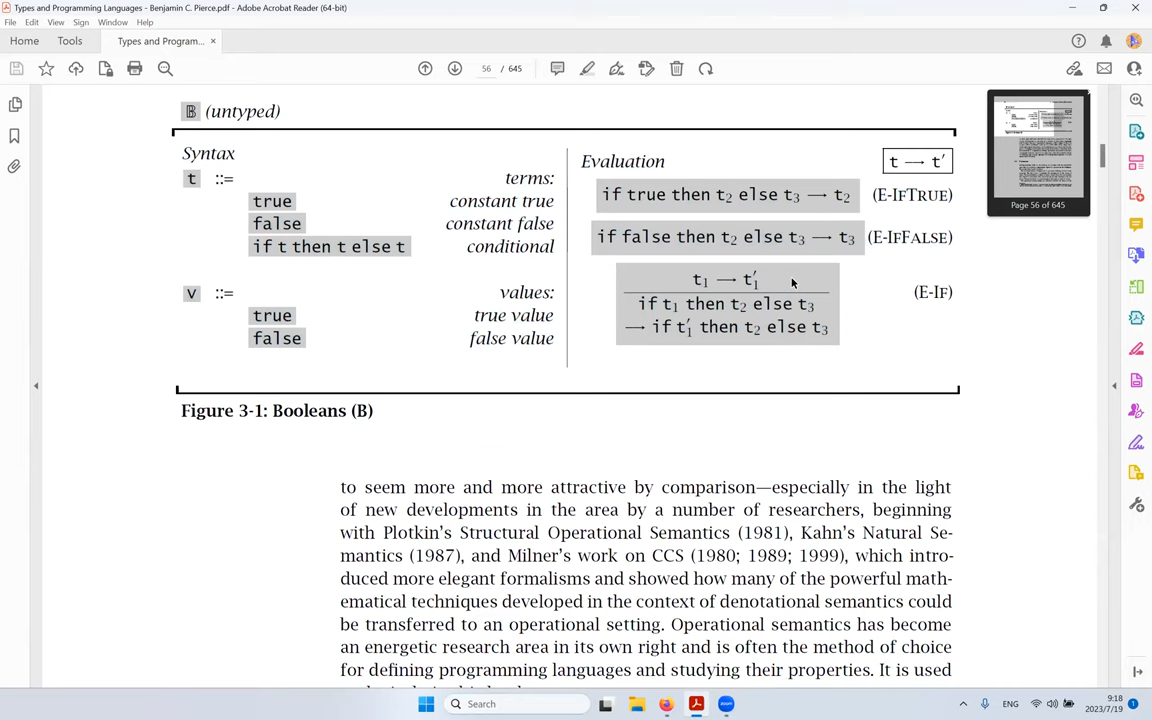 Types and Programming Languages - Benjamin C. Pierce.pdf - Adobe Acrobat Reader (64-bit)
File Edit View Sign Window Help
Home Tools Types and Program... ×
56 / 645
𝔹 (untyped)
Syntax
t ::= terms:
true constant true
false constant false
if t then t else t conditional
v ::= values:
true true value
false false value
Evaluation t ⟶ t′
if true then t₂ else t₃ ⟶ t₂ (E-IfTrue)
if false then t₂ else t₃ ⟶ t₃ (E-IfFalse)
t₁ ⟶ t₁′
if t₁ then t₂ else t₃ (E-If)
⟶ if t₁′ then t₂ else t₃
Figure 3-1: Booleans (B)
to seem more and more attractive by comparison—especially in the light
of new developments in the area by a number of researchers, beginning
with Plotkin's Structural Operational Semantics (1981), Kahn's Natural Se-
mantics (1987), and Milner's work on CCS (1980; 1989; 1999), which intro-
duced more elegant formalisms and showed how many of the powerful math-
ematical techniques developed in the context of denotational semantics could
be transferred to an operational setting. Operational semantics has become
an energetic research area in its own right and is often the method of choice
for defining programming languages and studying their properties. It is used
Page 56 of 645
Search
zoom
ENG
9:18
2023/7/19
1